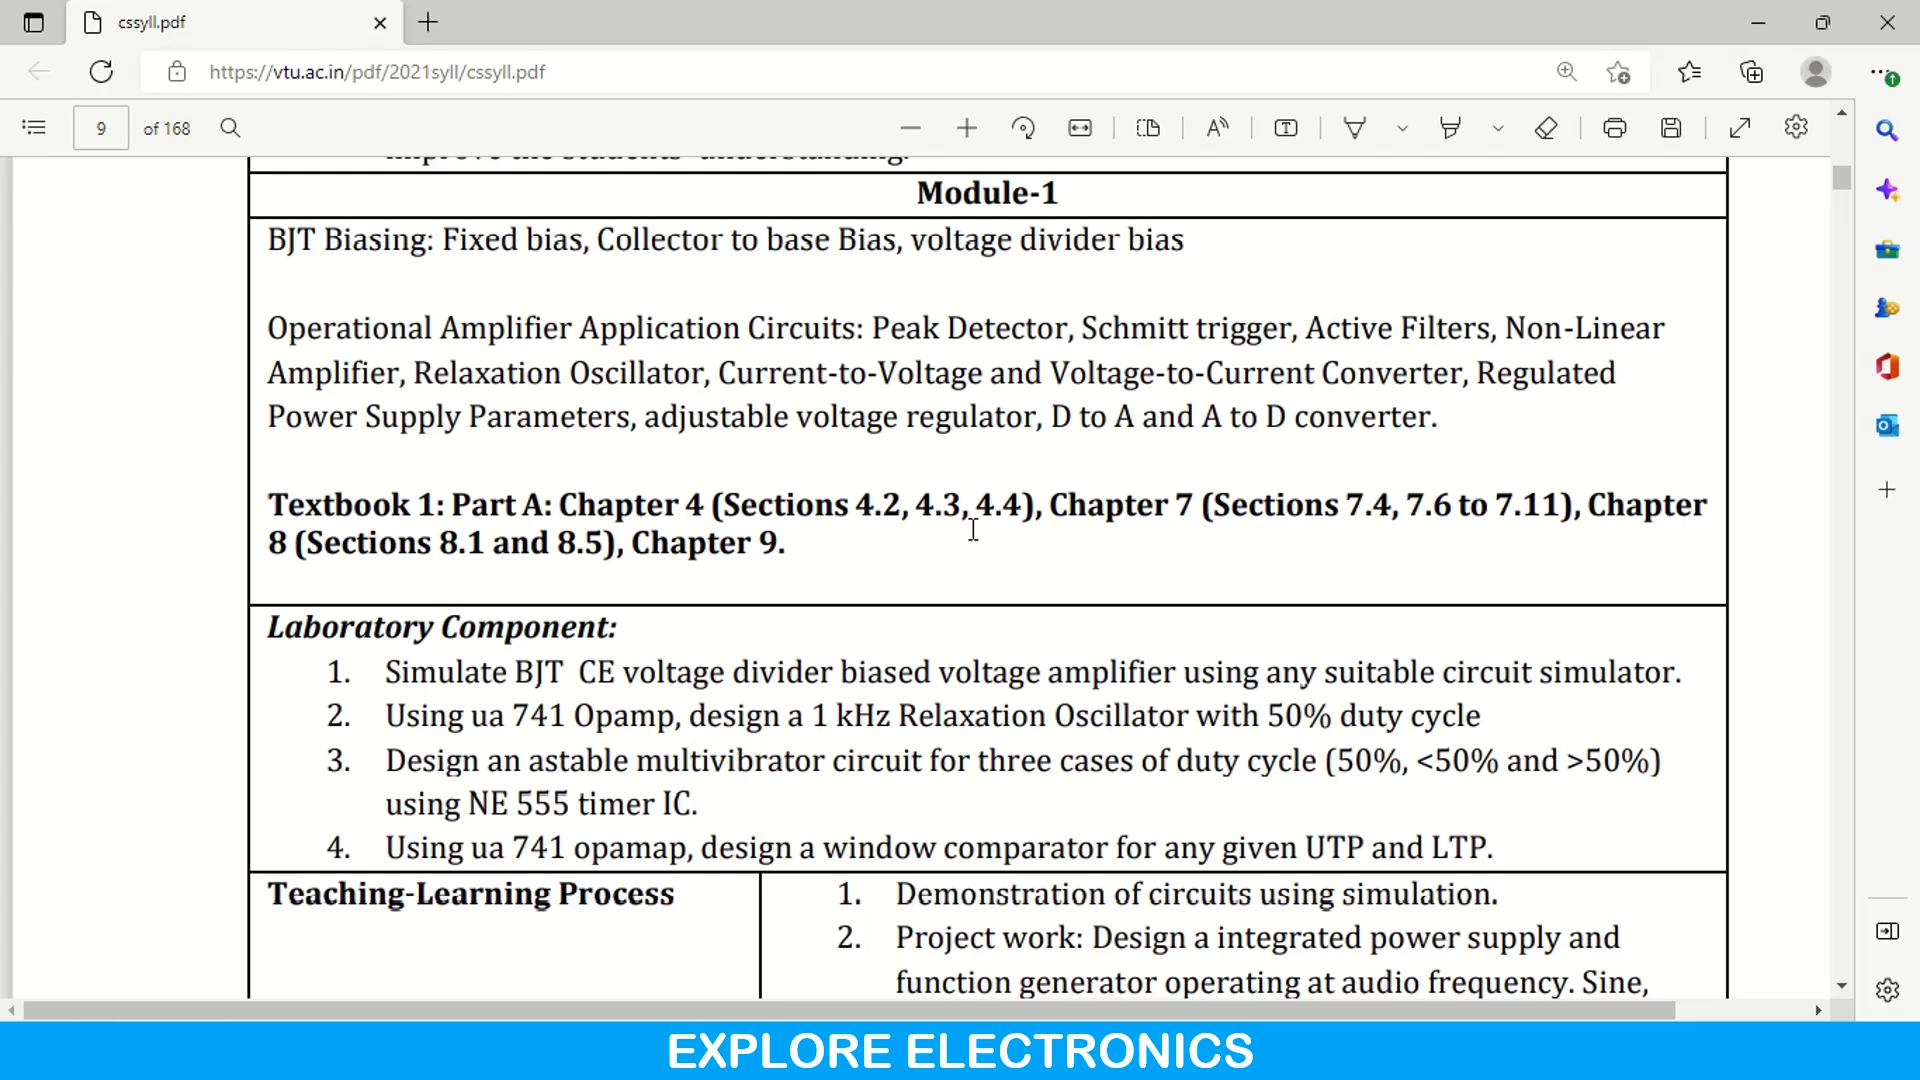 cssyll.pdf
https://vtu.ac.in/pdf/2021syll/cssyll.pdf
9 of 168
improve the students' understanding.
Module-1
BJT Biasing: Fixed bias, Collector to base Bias, voltage divider bias
Operational Amplifier Application Circuits: Peak Detector, Schmitt trigger, Active Filters, Non-Linear
Amplifier, Relaxation Oscillator, Current-to-Voltage and Voltage-to-Current Converter, Regulated
Power Supply Parameters, adjustable voltage regulator, D to A and A to D converter.
Textbook 1: Part A: Chapter 4 (Sections 4.2, 4.3, 4.4), Chapter 7 (Sections 7.4, 7.6 to 7.11), Chapter
8 (Sections 8.1 and 8.5), Chapter 9.
Laboratory Component:
1. Simulate BJT CE voltage divider biased voltage amplifier using any suitable circuit simulator.
2. Using ua 741 Opamp, design a 1 kHz Relaxation Oscillator with 50% duty cycle
3. Design an astable multivibrator circuit for three cases of duty cycle (50%, <50% and >50%)
using NE 555 timer IC.
4. Using ua 741 opamap, design a window comparator for any given UTP and LTP.
Teaching-Learning Process
1. Demonstration of circuits using simulation.
2. Project work: Design a integrated power supply and
function generator operating at audio frequency. Sine,
EXPLORE ELECTRONICS